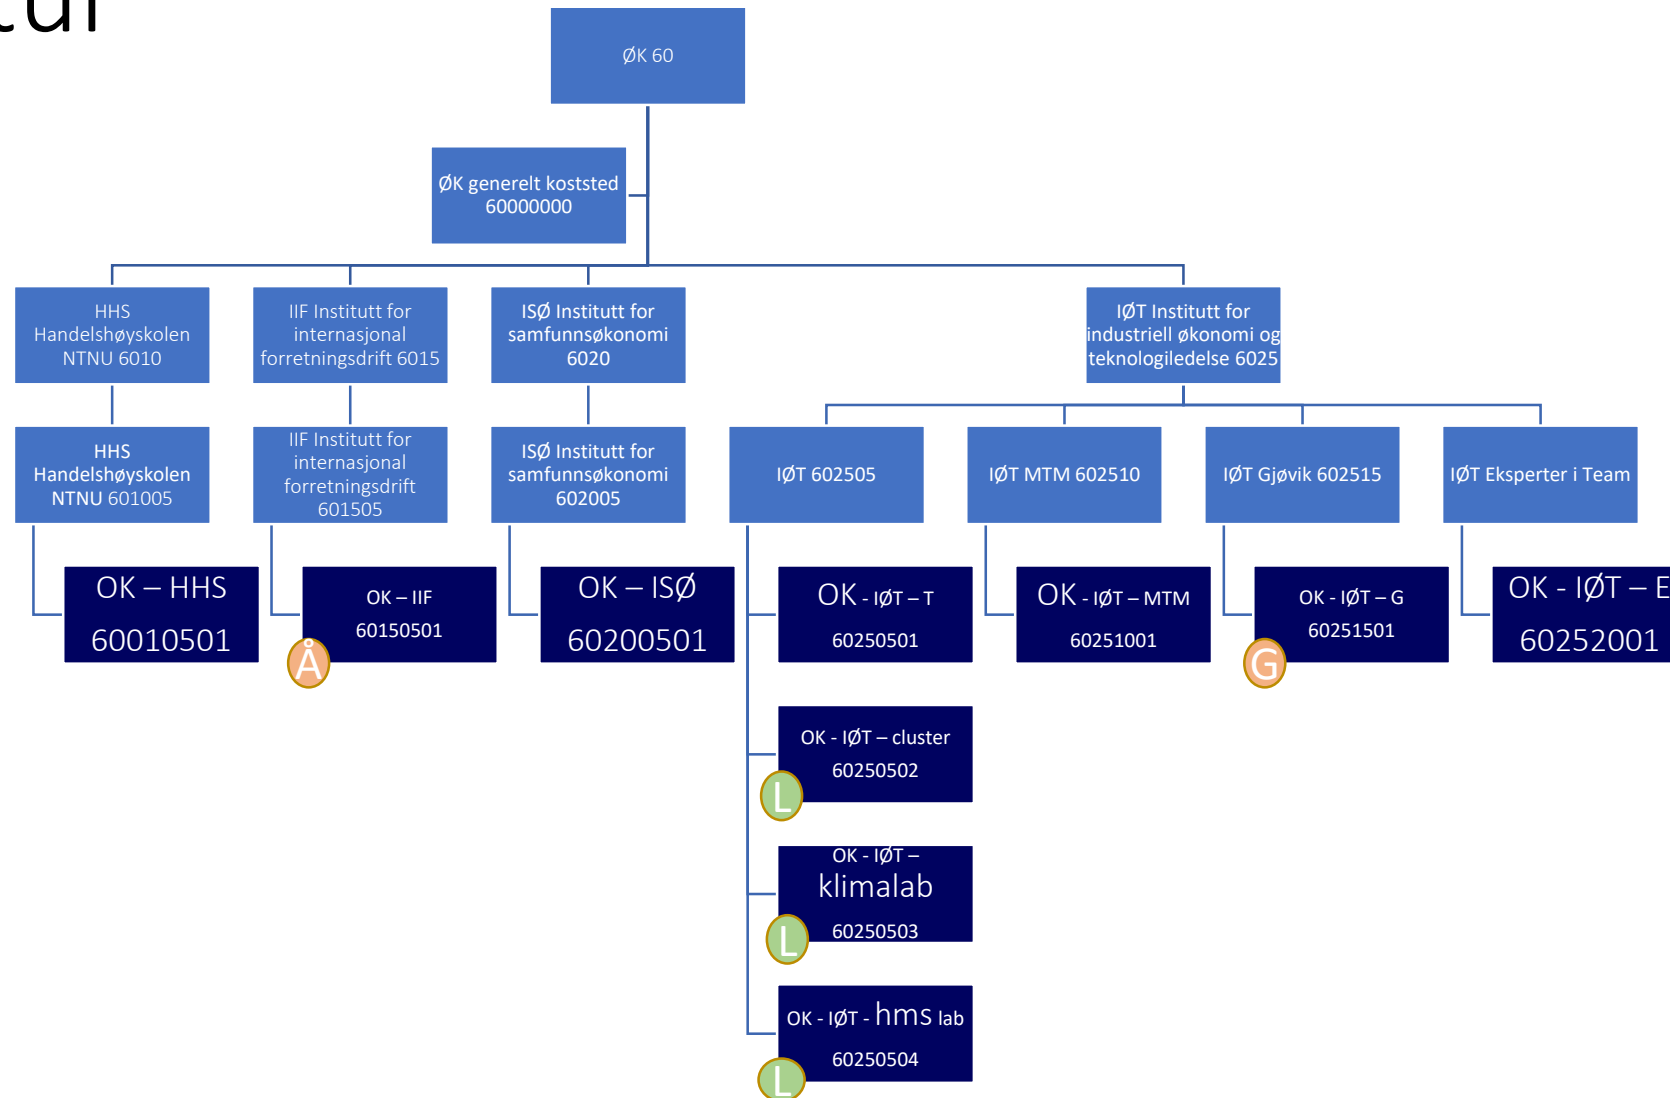 tur
ØK 60
ØK generelt koststed
60000000
HHS
Handelshøyskolen
NTNU 6010
IIF Institutt for
internasjonal
forretningsdrift 6015
ISØ Institutt for
samfunnsøkonomi
6020
IØT Institutt for
industriell økonomi og
teknologiledelse 6025
HHS
Handelshøyskolen
NTNU 601005
IIF Institutt for
internasjonal
forretningsdrift
601505
ISØ Institutt for
samfunnsøkonomi
602005
IØT 602505
IØT MTM 602510
IØT Gjøvik 602515
IØT Eksperter i Team
OK – HHS
60010501
OK – IIF
60150501
Å
OK – ISØ
60200501
OK - IØT – T
60250501
OK - IØT – MTM
60251001
OK - IØT – G
60251501
G
OK - IØT – E
60252001
OK - IØT – cluster
60250502
L
OK - IØT –
klimalab
60250503
L
OK - IØT - hms lab
60250504
L